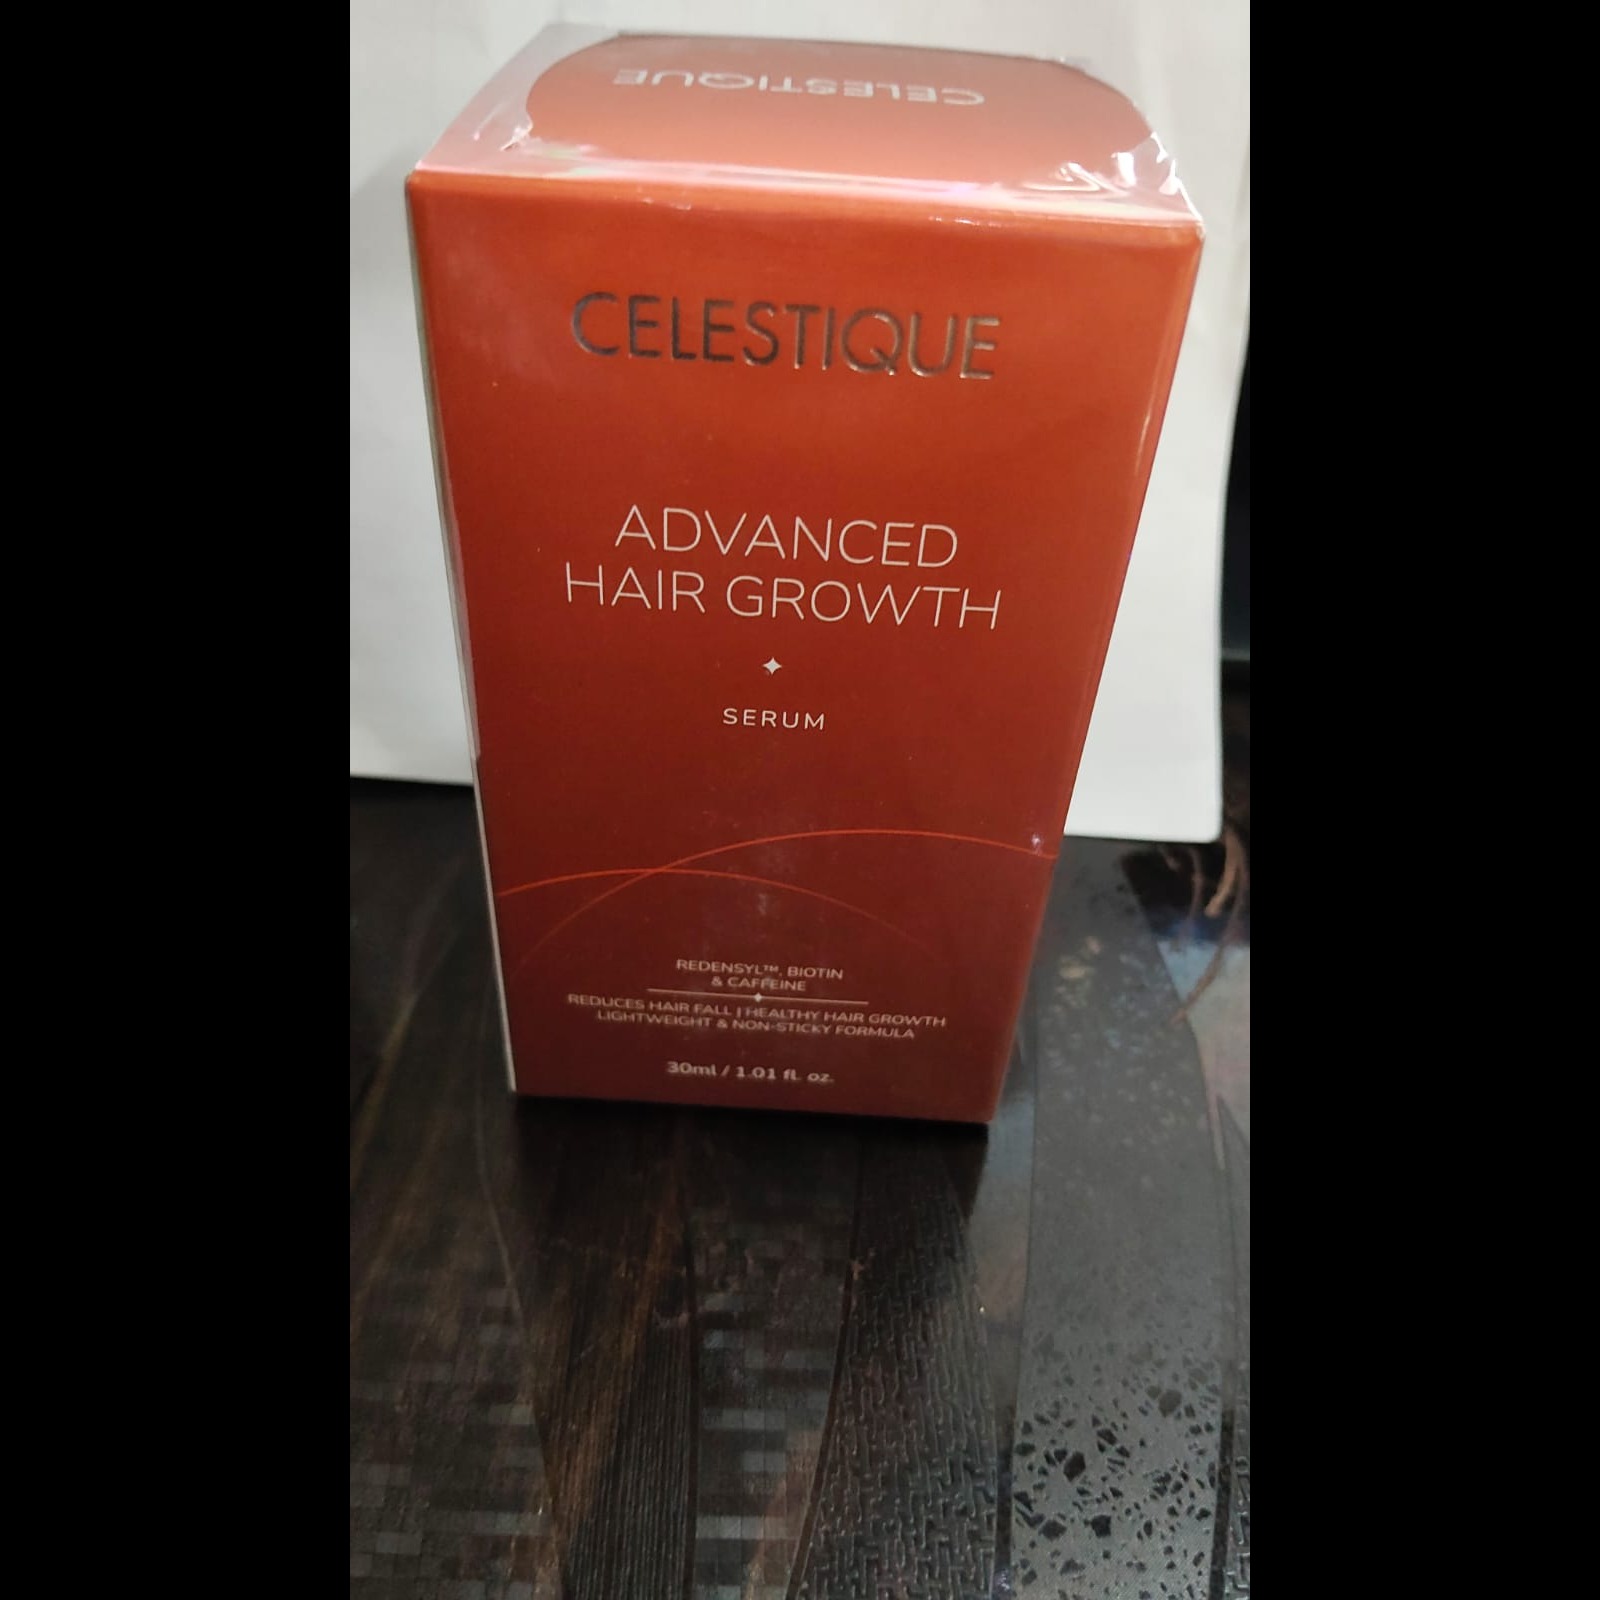 CELESTIQUE
CELESTIQUE
ADVANCED
HAIR GROWTH
SERUM
REDENSYL™, BIOTIN
& CAFFEINE
REDUCES HAIR FALL | HEALTHY HAIR GROWTH
LIGHTWEIGHT & NON-STICKY FORMULA
30ml / 1.01 fl. oz.